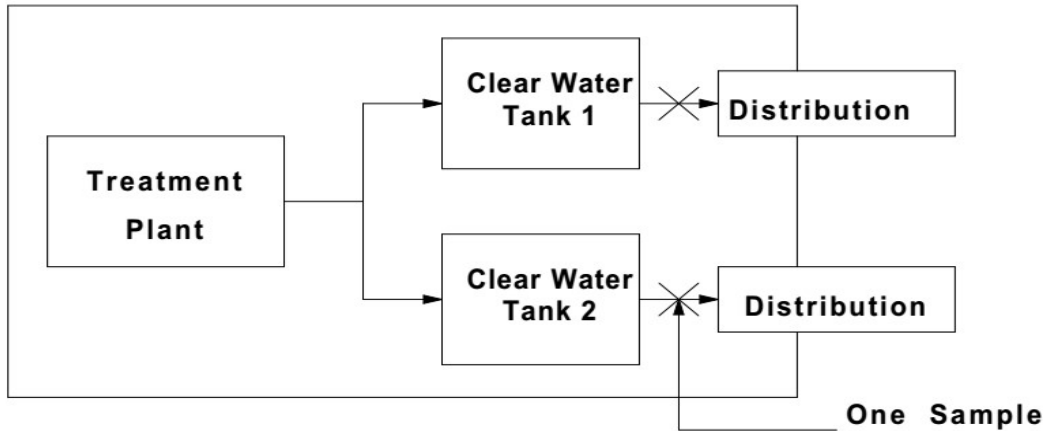 Clear Water
Tank 1
Distribution
Treatment
Plant
Clear Water
Tank 2
Distribution
One Sample